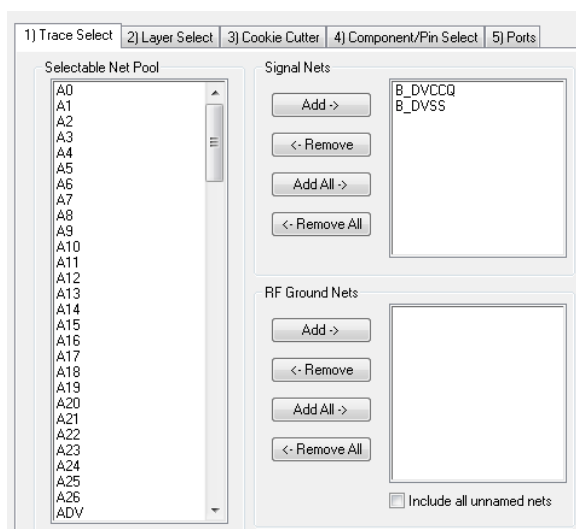 1) Trace Select
2) Layer Select
3) Cookie Cutter
4) Component/Pin Select
5) Ports
Selectable Net Pool
A0
A1
A2
A3
A4
A5
A6
A7
A8
A9
A10
A11
A12
A13
A14
A15
A16
A17
A18
A19
A20
A21
A22
A23
A24
A25
A26
ADV
Signal Nets
Add ->
<- Remove
Add All ->
<- Remove All
B_DVCCQ
B_DVSS
RF Ground Nets
Add ->
<- Remove
Add All ->
<- Remove All
Include all unnamed nets